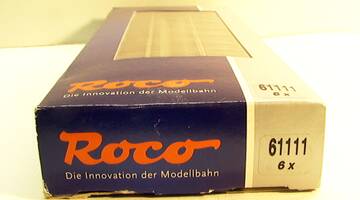 Roco
Die Innovation der Modellbahn
61111
6 x
Roco
Die Innovation der Modellbahn
61111
6 x